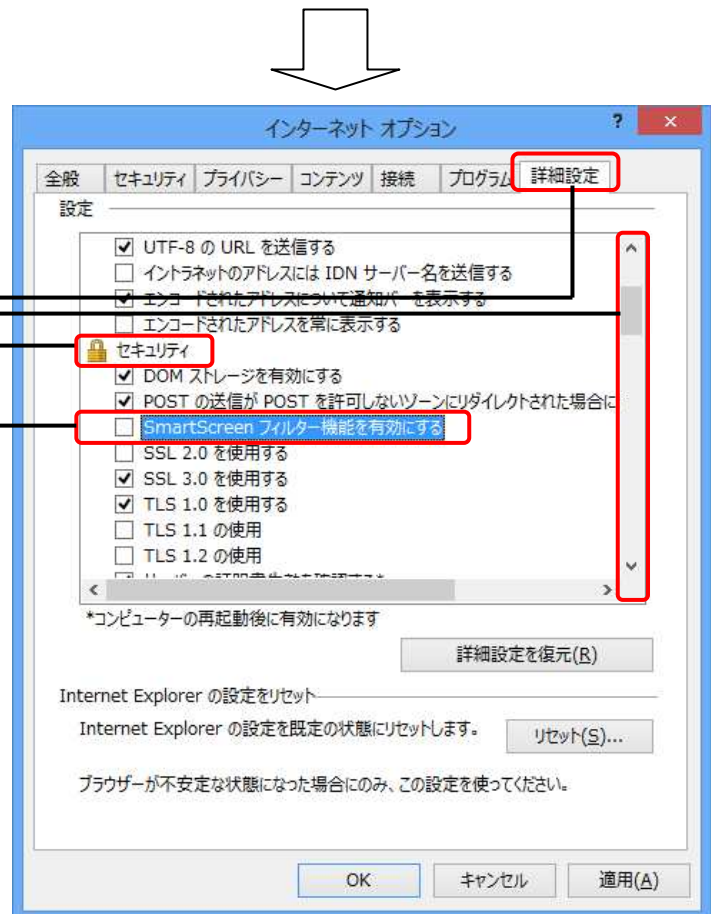 インターネット オプション
?
×
全般 セキュリティ プライバシー コンテンツ 接続 プログラム 詳細設定
設定
UTF-8 の URL を送信する
イントラネットのアドレスには IDN サーバー名を送信する
エンコードされたアドレスについて通知バーを表示する
エンコードされたアドレスを常に表示する
セキュリティ
DOM ストレージを有効にする
POST の送信が POST を許可しないゾーンにリダイレクトされた場合に
SmartScreen フィルター機能を有効にする
SSL 2.0 を使用する
SSL 3.0 を使用する
TLS 1.0 を使用する
TLS 1.1 の使用
TLS 1.2 の使用
*コンピューターの再起動後に有効になります
詳細設定を復元(R)
Internet Explorer の設定をリセット
Internet Explorer の設定を既定の状態にリセットします。
リセット(S)...
ブラウザーが不安定な状態になった場合にのみ、この設定を使ってください。
OK キャンセル 適用(A)